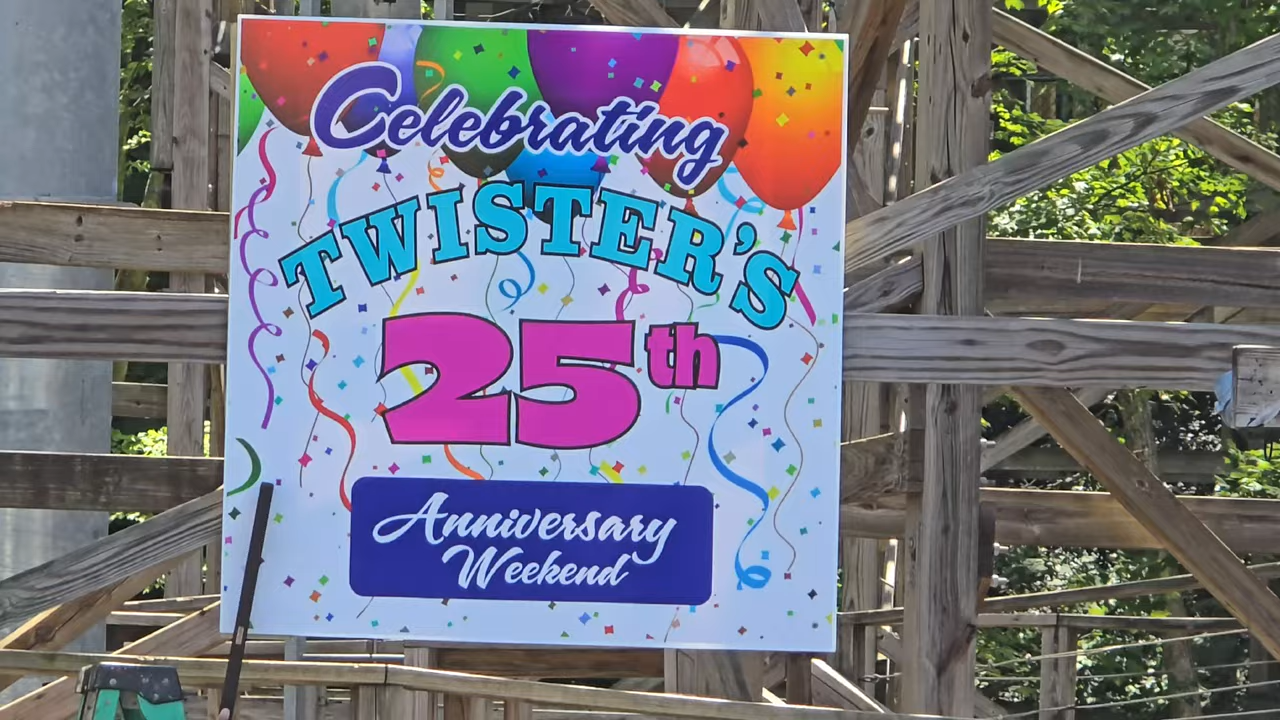 Celebrating
TWISTER'S
25th
Anniversary
Weekend